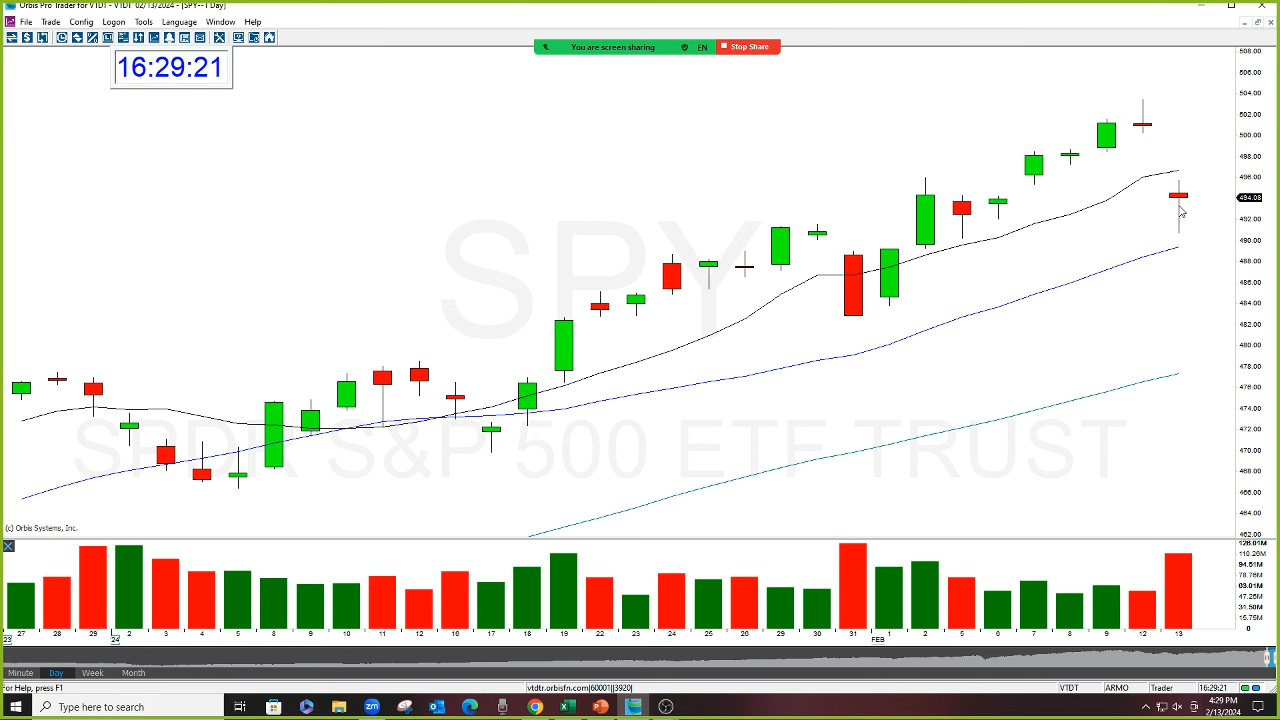 Orbis Pro Trader for VTDT - VTDT 02/13/2024 - [SPY--1 Day]
File Trade Config Logon Tools Language Window Help
You are screen sharing EN Stop Share
16:29:21
SPY
SPDR S&P 500 ETF TRUST
508.00
506.00
504.00
502.00
500.00
498.00
496.00
494.08
492.00
490.00
488.00
486.00
484.00
482.00
480.00
478.00
476.00
474.00
472.00
470.00
468.00
466.00
464.00
462.00
(c) Orbis Systems, Inc.
126.01M
110.26M
94.51M
78.76M
63.01M
47.26M
31.50M
15.75M
0
27 28 29 2 3 4 5 8 9 10 11 12 16 17 18 19 22 23 24 25 26 29 30 31 1 2 5 6 7 8 9 12 13
23 24 FEB
Minute Day Week Month
For Help, press F1 vtdtr.orbisfn.com|60001||3920| VTDT ARMO Trader 16:29:21
Type here to search
4:29 PM
2/13/2024